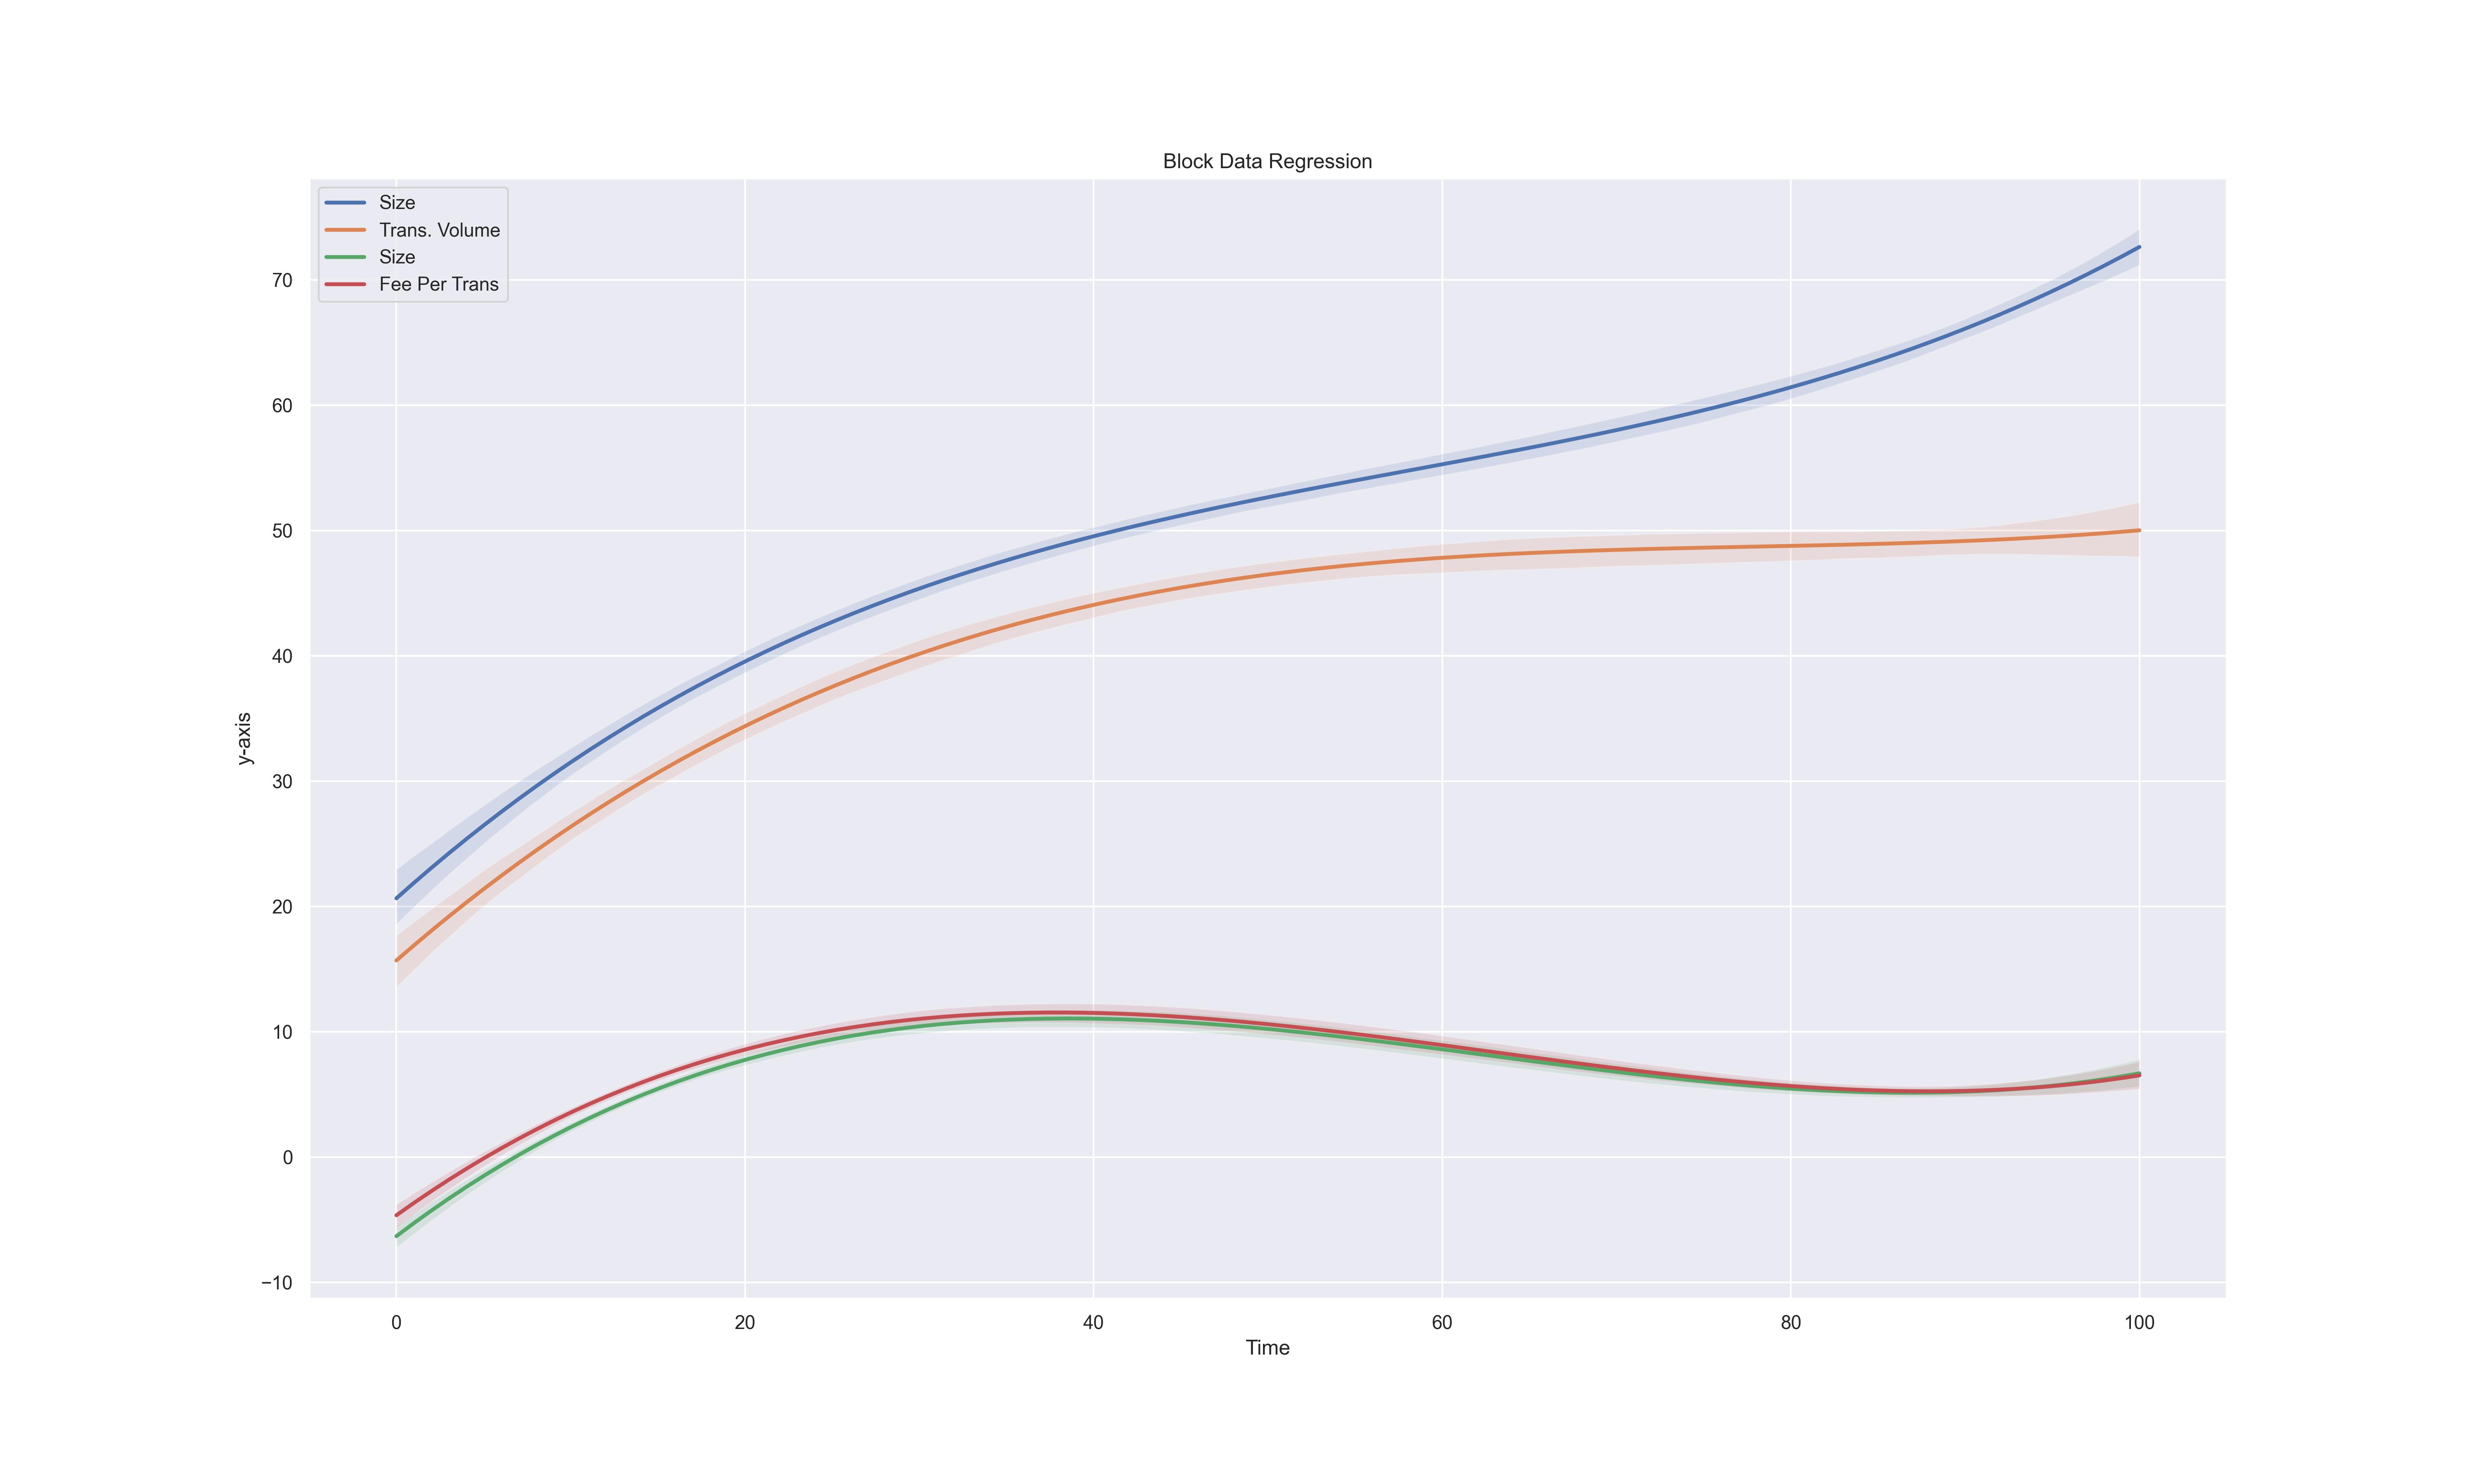 Block Data Regression
Size
Trans. Volume
Size
Fee Per Trans
70
60
50
40
30
20
10
0
−10
y-axis
0 20 40 60 80 100
Time